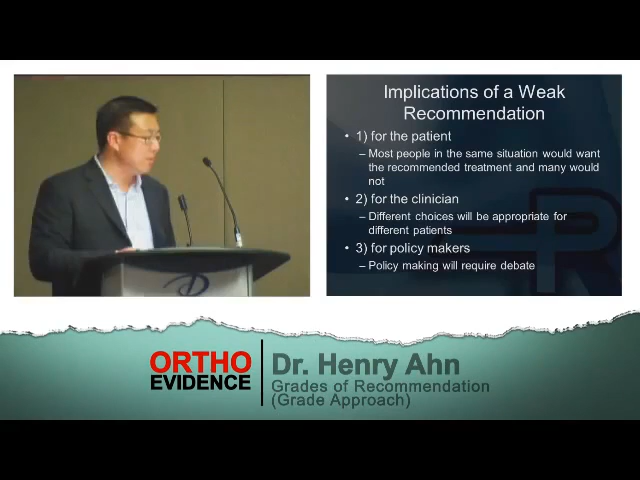 Implications of a Weak
Recommendation
• 1) for the patient
– Most people in the same situation would want
the recommended treatment and many would
not
• 2) for the clinician
– Different choices will be appropriate for
different patients
• 3) for policy makers
– Policy making will require debate
ORTHO
EVIDENCE
Dr. Henry Ahn
Grades of Recommendation
(Grade Approach)